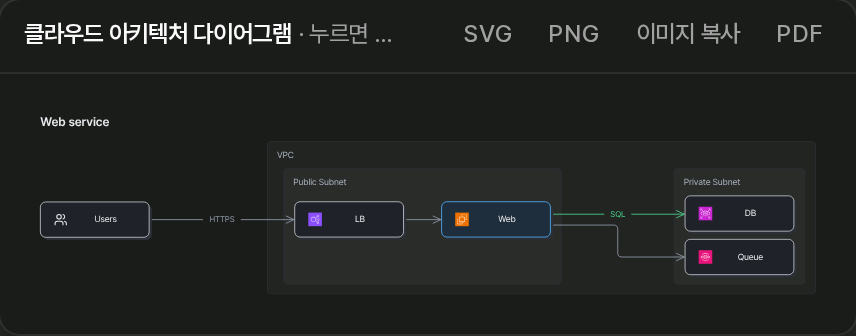 클라우드 아키텍처 다이어그램 · 누르면 ... SVG PNG 이미지 복사 PDF
Web service
VPC
Public Subnet
Private Subnet
Users
HTTPS
LB
Web
SQL
DB
Queue